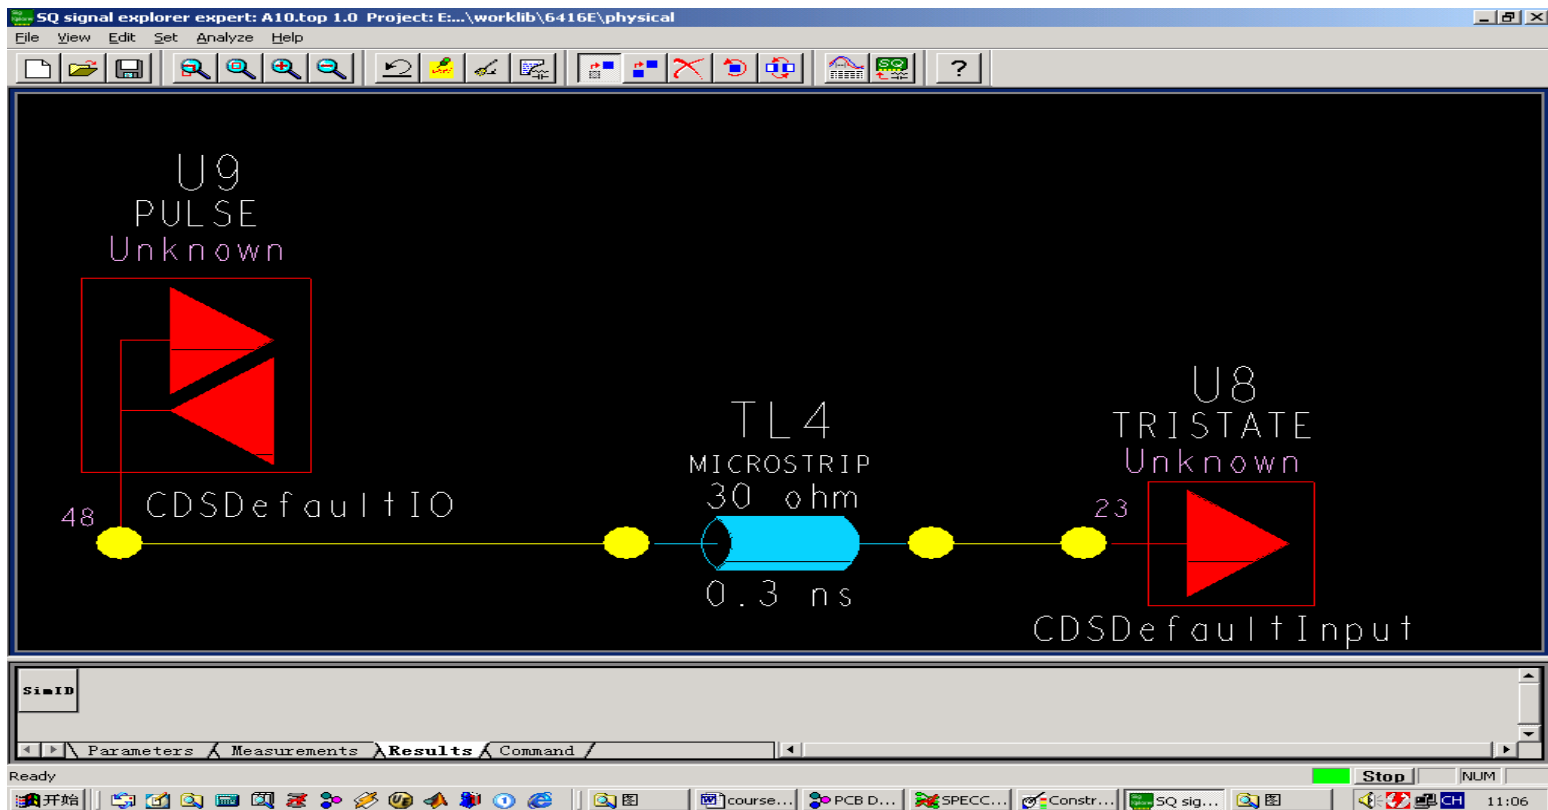 SQ signal explorer expert: A10.top 1.0 Project: E:...\worklib\6416E\physical
File View Edit Set Analyze Help
SQ
?
U9
PULSE
Unknown
48
CDSDefaultIO
TL4
MICROSTRIP
30 ohm
0.3 ns
U8
TRISTATE
Unknown
23
CDSDefaultInput
SimID
Parameters Measurements Results Command
Ready
Stop NUM
开始 图 course... PCB D... SPECC... Constr... SQ sig... 图 CH 11:06